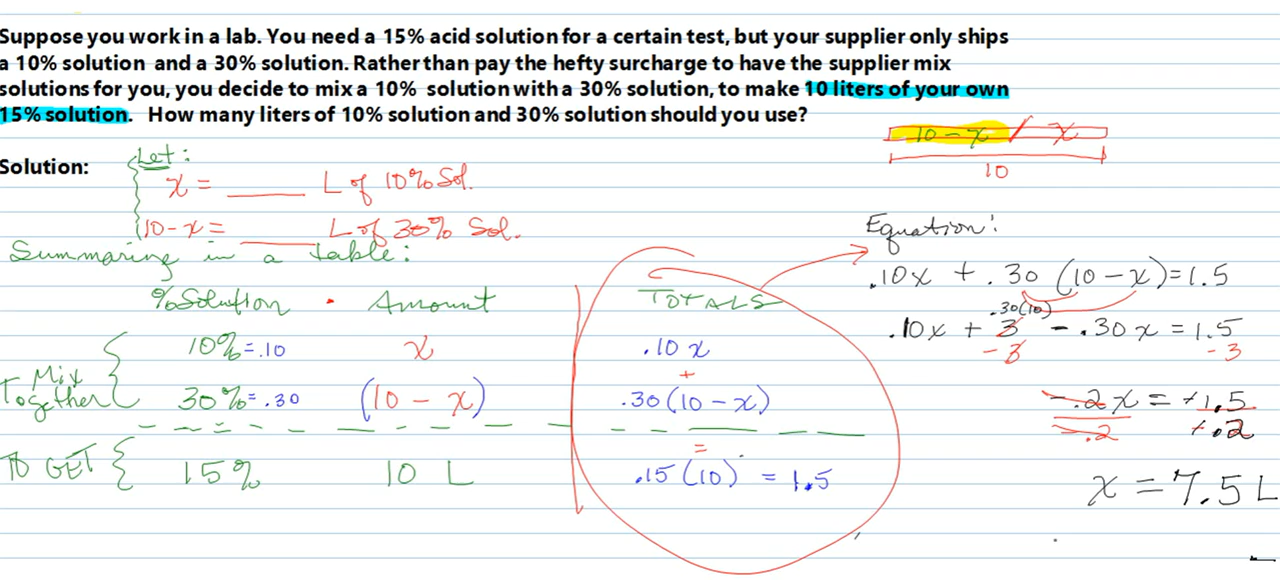 Suppose you work in a lab. You need a 15% acid solution for a certain test, but your supplier only ships
a 10% solution and a 30% solution. Rather than pay the hefty surcharge to have the supplier mix
solutions for you, you decide to mix a 10% solution with a 30% solution, to make 10 liters of your own
15% solution. How many liters of 10% solution and 30% solution should you use?
10 - x / x
10
Solution:
Let:
x = ____ L of 10% Sol.
10 - x = ____ L of 30% Sol.
Summaring in a table:
% Solution · Amount
TOTALS
Mix Together
10% = .10 x .10 x
+
30% = .30 (10 - x) .30 (10 - x)
=
TO GET 15% 10 L .15 (10) = 1.5
Equation:
.10x + .30 (10 - x) = 1.5
.30(10)
.10x + 3 - .30x = 1.5
-3 -3
-.2x = +1.5
-.2 +.2
x = 7.5 L